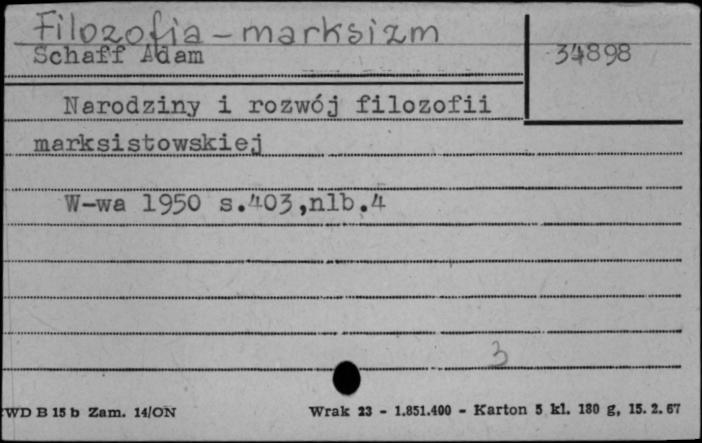 Filozofia - marksizm
Schaff Adam
34898
Narodziny i rozwój filozofii
marksistowskiej
W-wa 1950 s.403,nlb.4
3
WD B 15 b Zam. 14/ON
Wrak 23 - 1.851.400 - Karton 5 kl. 180 g, 15. 2. 67